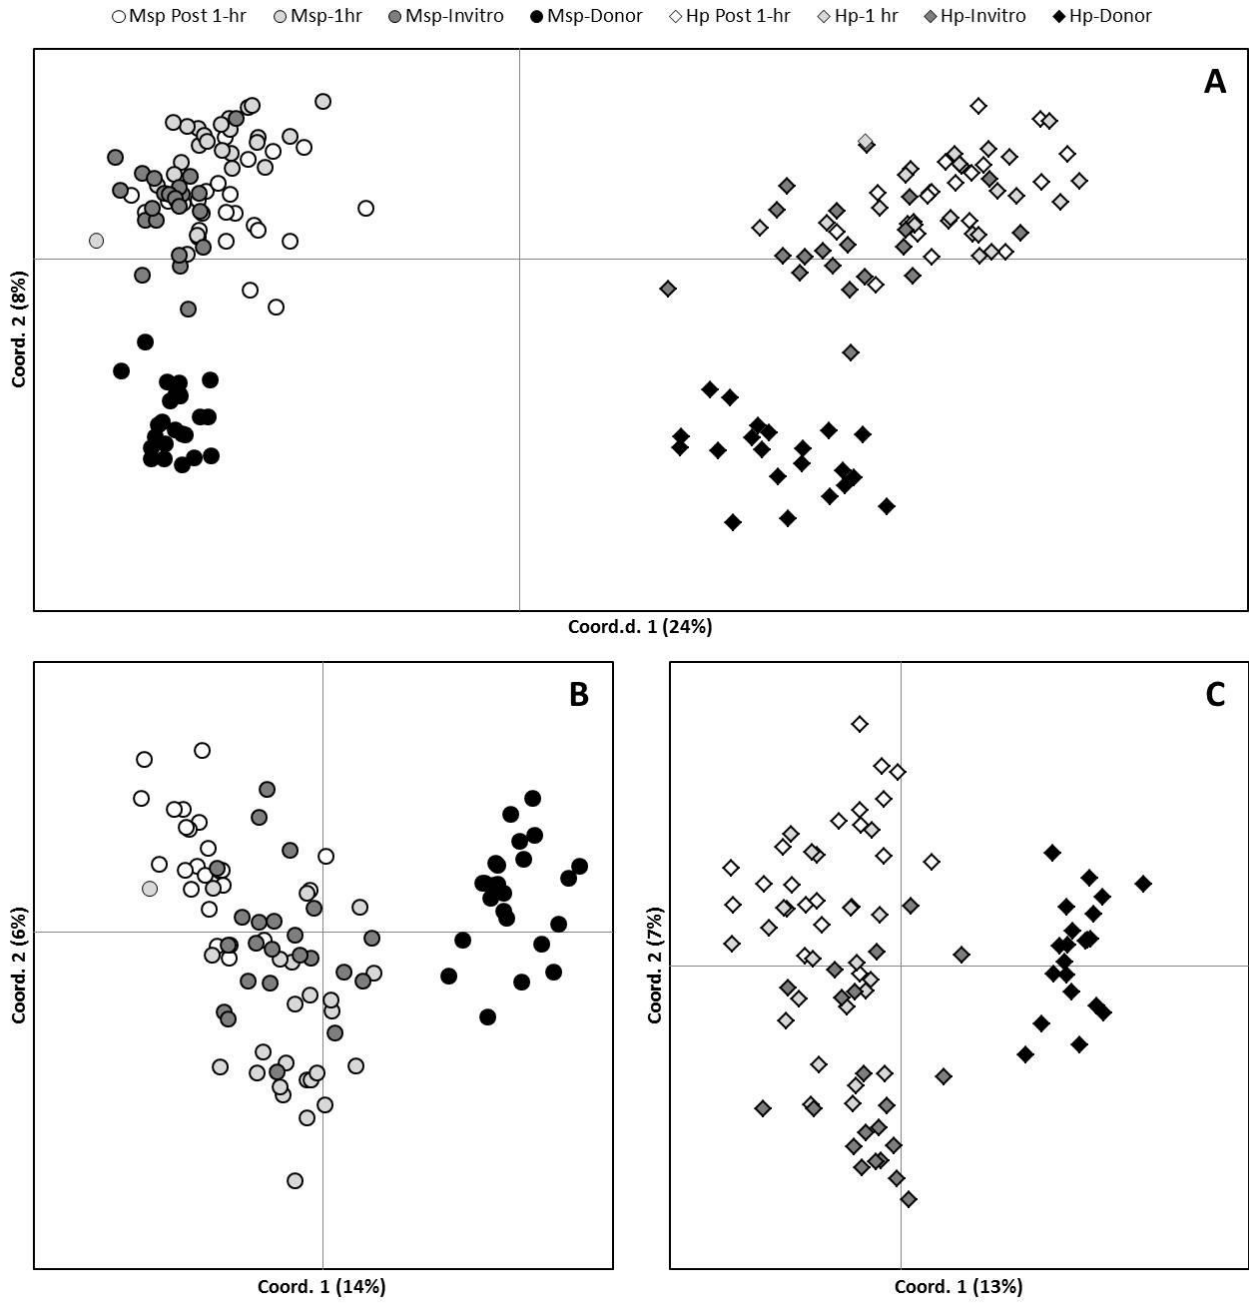 Msp Post 1-hr Msp-1hr Msp-Invitro Msp-Donor Hp Post 1-hr Hp-1 hr Hp-Invitro Hp-Donor
A
Coord. 2 (8%)
Coord.d. 1 (24%)
B
Coord. 2 (6%)
Coord. 1 (14%)
C
Coord. 2 (7%)
Coord. 1 (13%)